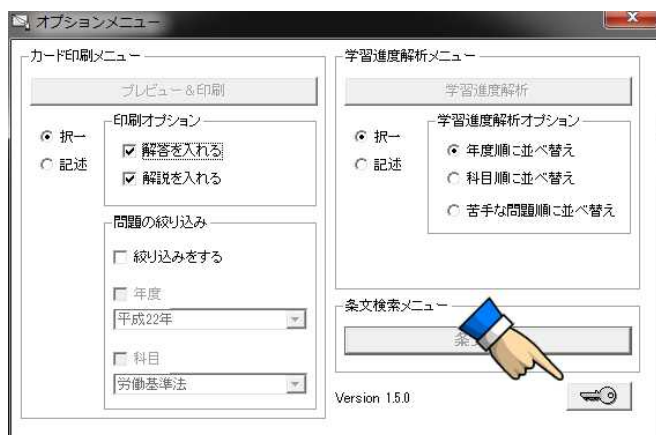 オプションメニュー
カード印刷メニュー
プレビュー&印刷
択一
記述
印刷オプション
解答を入れる
解説を入れる
問題の絞り込み
絞り込みをする
年度
平成22年
科目
労働基準法
学習進度解析メニュー
学習進度解析
択一
記述
学習進度解析オプション
年度順に並べ替え
科目順に並べ替え
苦手な問題順に並べ替え
条文検索メニュー
条
Version 1.5.0